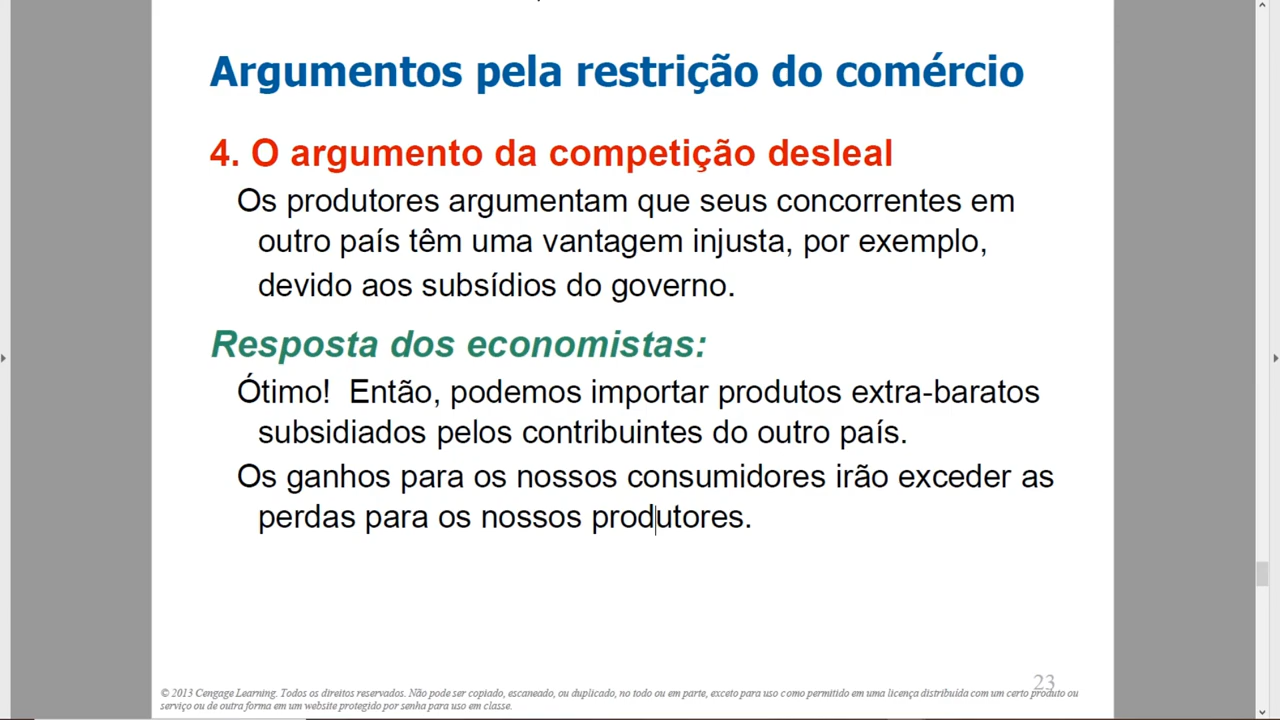 Argumentos pela restrição do comércio
4. O argumento da competição desleal
Os produtores argumentam que seus concorrentes em
outro país têm uma vantagem injusta, por exemplo,
devido aos subsídios do governo.
Resposta dos economistas:
Ótimo! Então, podemos importar produtos extra-baratos
subsidiados pelos contribuintes do outro país.
Os ganhos para os nossos consumidores irão exceder as
perdas para os nossos produtores.
23
© 2013 Cengage Learning. Todos os direitos reservados. Não pode ser copiado, escaneado, ou duplicado, no todo ou em parte, exceto para uso como permitido em uma licença distribuída com um certo produto ou
serviço ou de outra forma em um website protegido por senha para uso em classe.